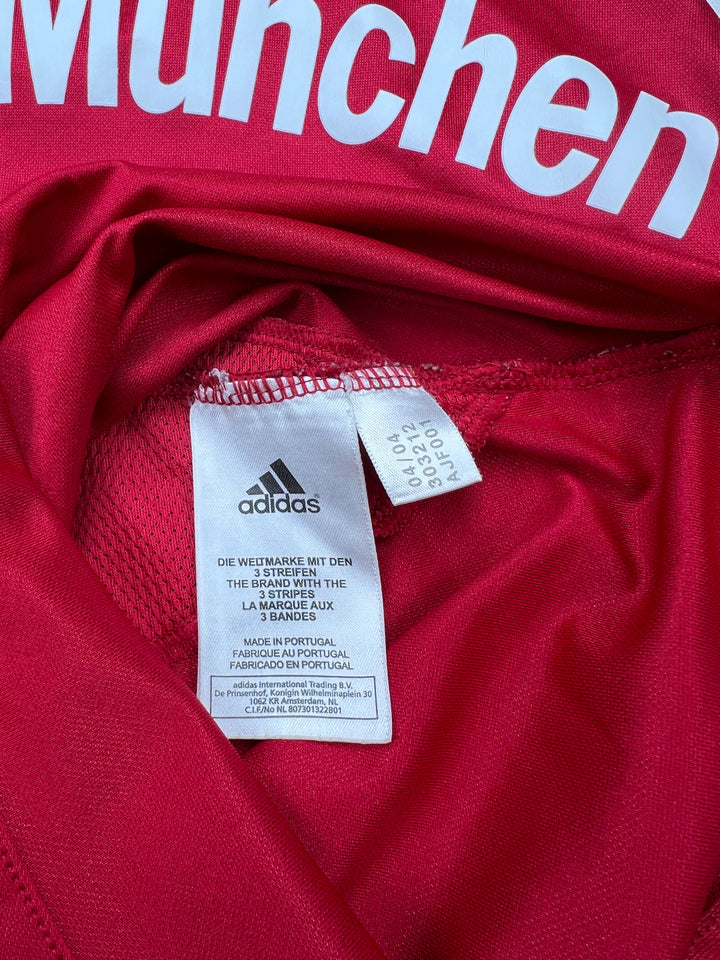 München
04/04
303212
AJF001
adidas
DIE WELTMARKE MIT DEN
3 STREIFEN
THE BRAND WITH THE
3 STRIPES
LA MARQUE AUX
3 BANDES
MADE IN PORTUGAL
FABRIQUE AU PORTUGAL
FABRICADO EN PORTUGAL
adidas International Trading B.V.
De Prinsenhof, Konigin Wilhelminaplein 30
1062 KR Amsterdam, NL
C.I.F./No NL 807301322B01